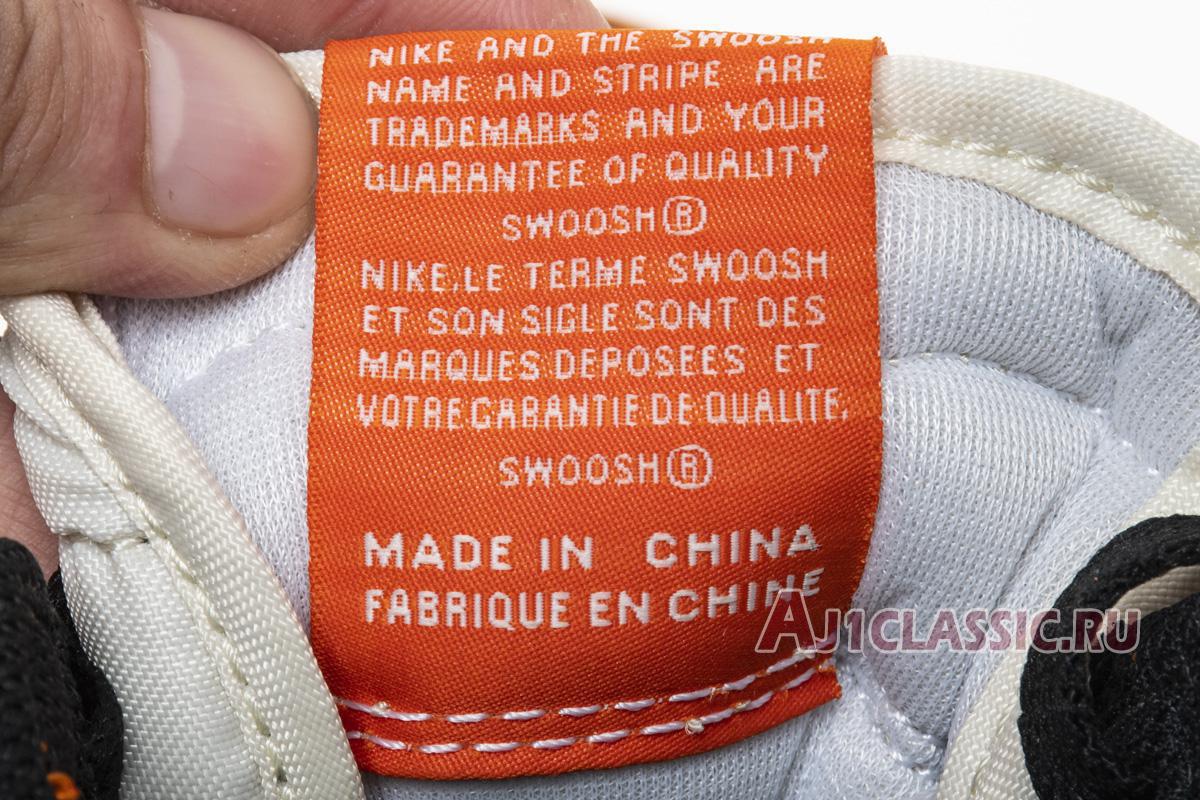 NIKE AND THE SWOOSH
NAME AND STRIPE ARE
TRADEMARKS AND YOUR
GUARANTEE OF QUALITY
SWOOSH®
NIKE,LE TERME SWOOSH
ET SON SIGLE SONT DES
MARQUES DEPOSEES ET
VOTRE GARANTIE DE QUALITE.
SWOOSH®
MADE IN CHINA
FABRIQUE EN CHINE
AJ1CLASSIC.RU